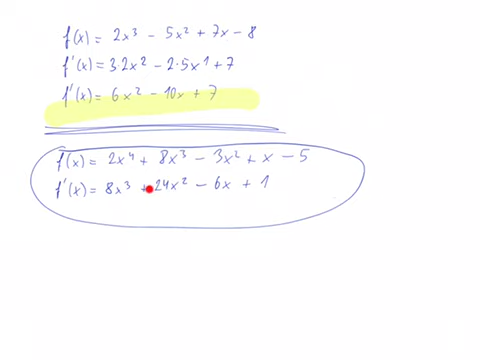 f(x) = 2x³ - 5x² + 7x - 8
f'(x) = 3·2x² - 2·5x¹ + 7
f'(x) = 6x² - 10x + 7
f(x) = 2x⁴ + 8x³ - 3x² + x - 5
f'(x) = 8x³ + 24x² - 6x + 1